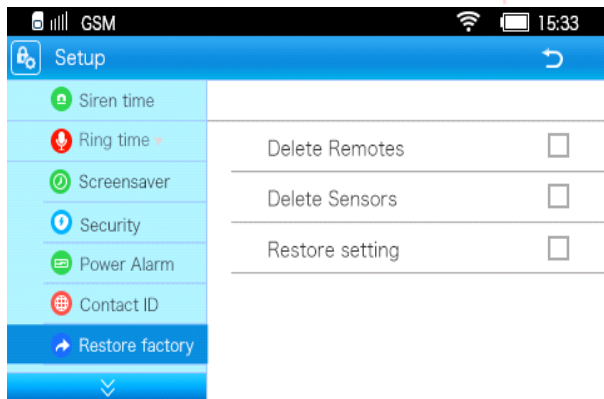 GSM 15:33
Setup
Siren time
Ring time
Delete Remotes
Screensaver
Delete Sensors
Security
Restore setting
Power Alarm
Contact ID
Restore factory